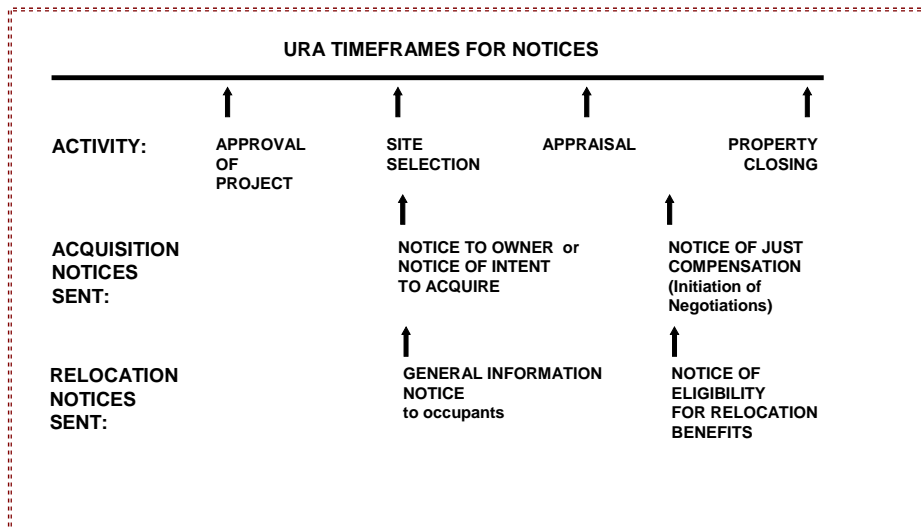 URA TIMEFRAMES FOR NOTICES
ACTIVITY:
APPROVAL
OF
PROJECT
SITE
SELECTION
APPRAISAL
PROPERTY
CLOSING
ACQUISITION
NOTICES
SENT:
NOTICE TO OWNER or
NOTICE OF INTENT
TO ACQUIRE
NOTICE OF JUST
COMPENSATION
(Initiation of
Negotiations)
RELOCATION
NOTICES
SENT:
GENERAL INFORMATION
NOTICE
to occupants
NOTICE OF
ELIGIBILITY
FOR RELOCATION
BENEFITS